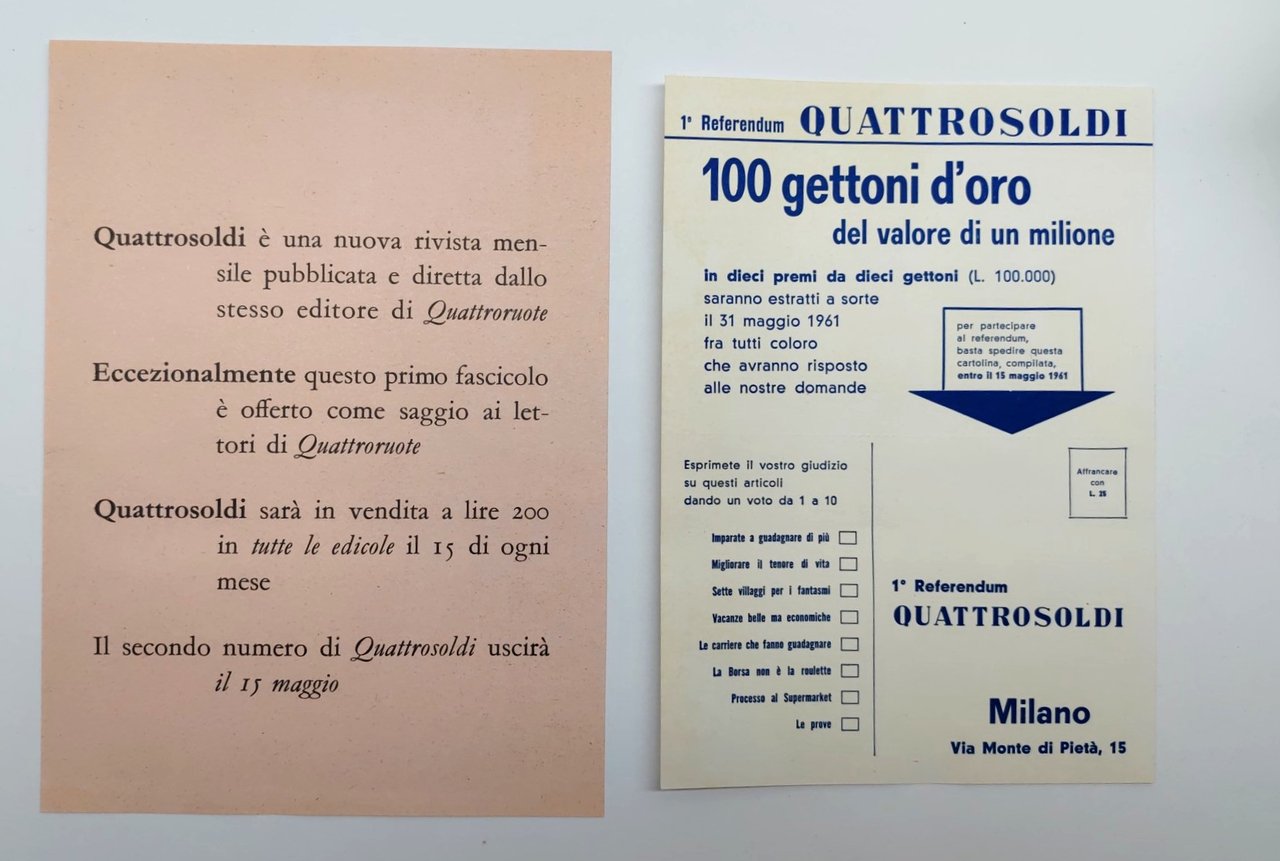 Quattrosoldi è una nuova rivista men-
sile pubblicata e diretta dallo
stesso editore di Quattroruote
Eccezionalmente questo primo fascicolo
è offerto come saggio ai let-
tori di Quattroruote
Quattrosoldi sarà in vendita a lire 200
in tutte le edicole il 15 di ogni
mese
Il secondo numero di Quattrosoldi uscirà
il 15 maggio
1° Referendum QUATTROSOLDI
100 gettoni d'oro
del valore di un milione
in dieci premi da dieci gettoni (L. 100.000)
saranno estratti a sorte
il 31 maggio 1961
fra tutti coloro
che avranno risposto
alle nostre domande
per partecipare
al referendum,
basta spedire questa
cartolina, compilata,
entro il 15 maggio 1961
Esprimete il vostro giudizio
su questi articoli
dando un voto da 1 a 10
Imparate a guadagnare di più
Migliorare il tenore di vita
Sette villaggi per i fantasmi
Vacanze belle ma economiche
Le carriere che fanno guadagnare
La Borsa non è la roulette
Processo al Supermarket
Le prove
Affrancare
con
L. 25
1° Referendum
QUATTROSOLDI
Milano
Via Monte di Pietà, 15